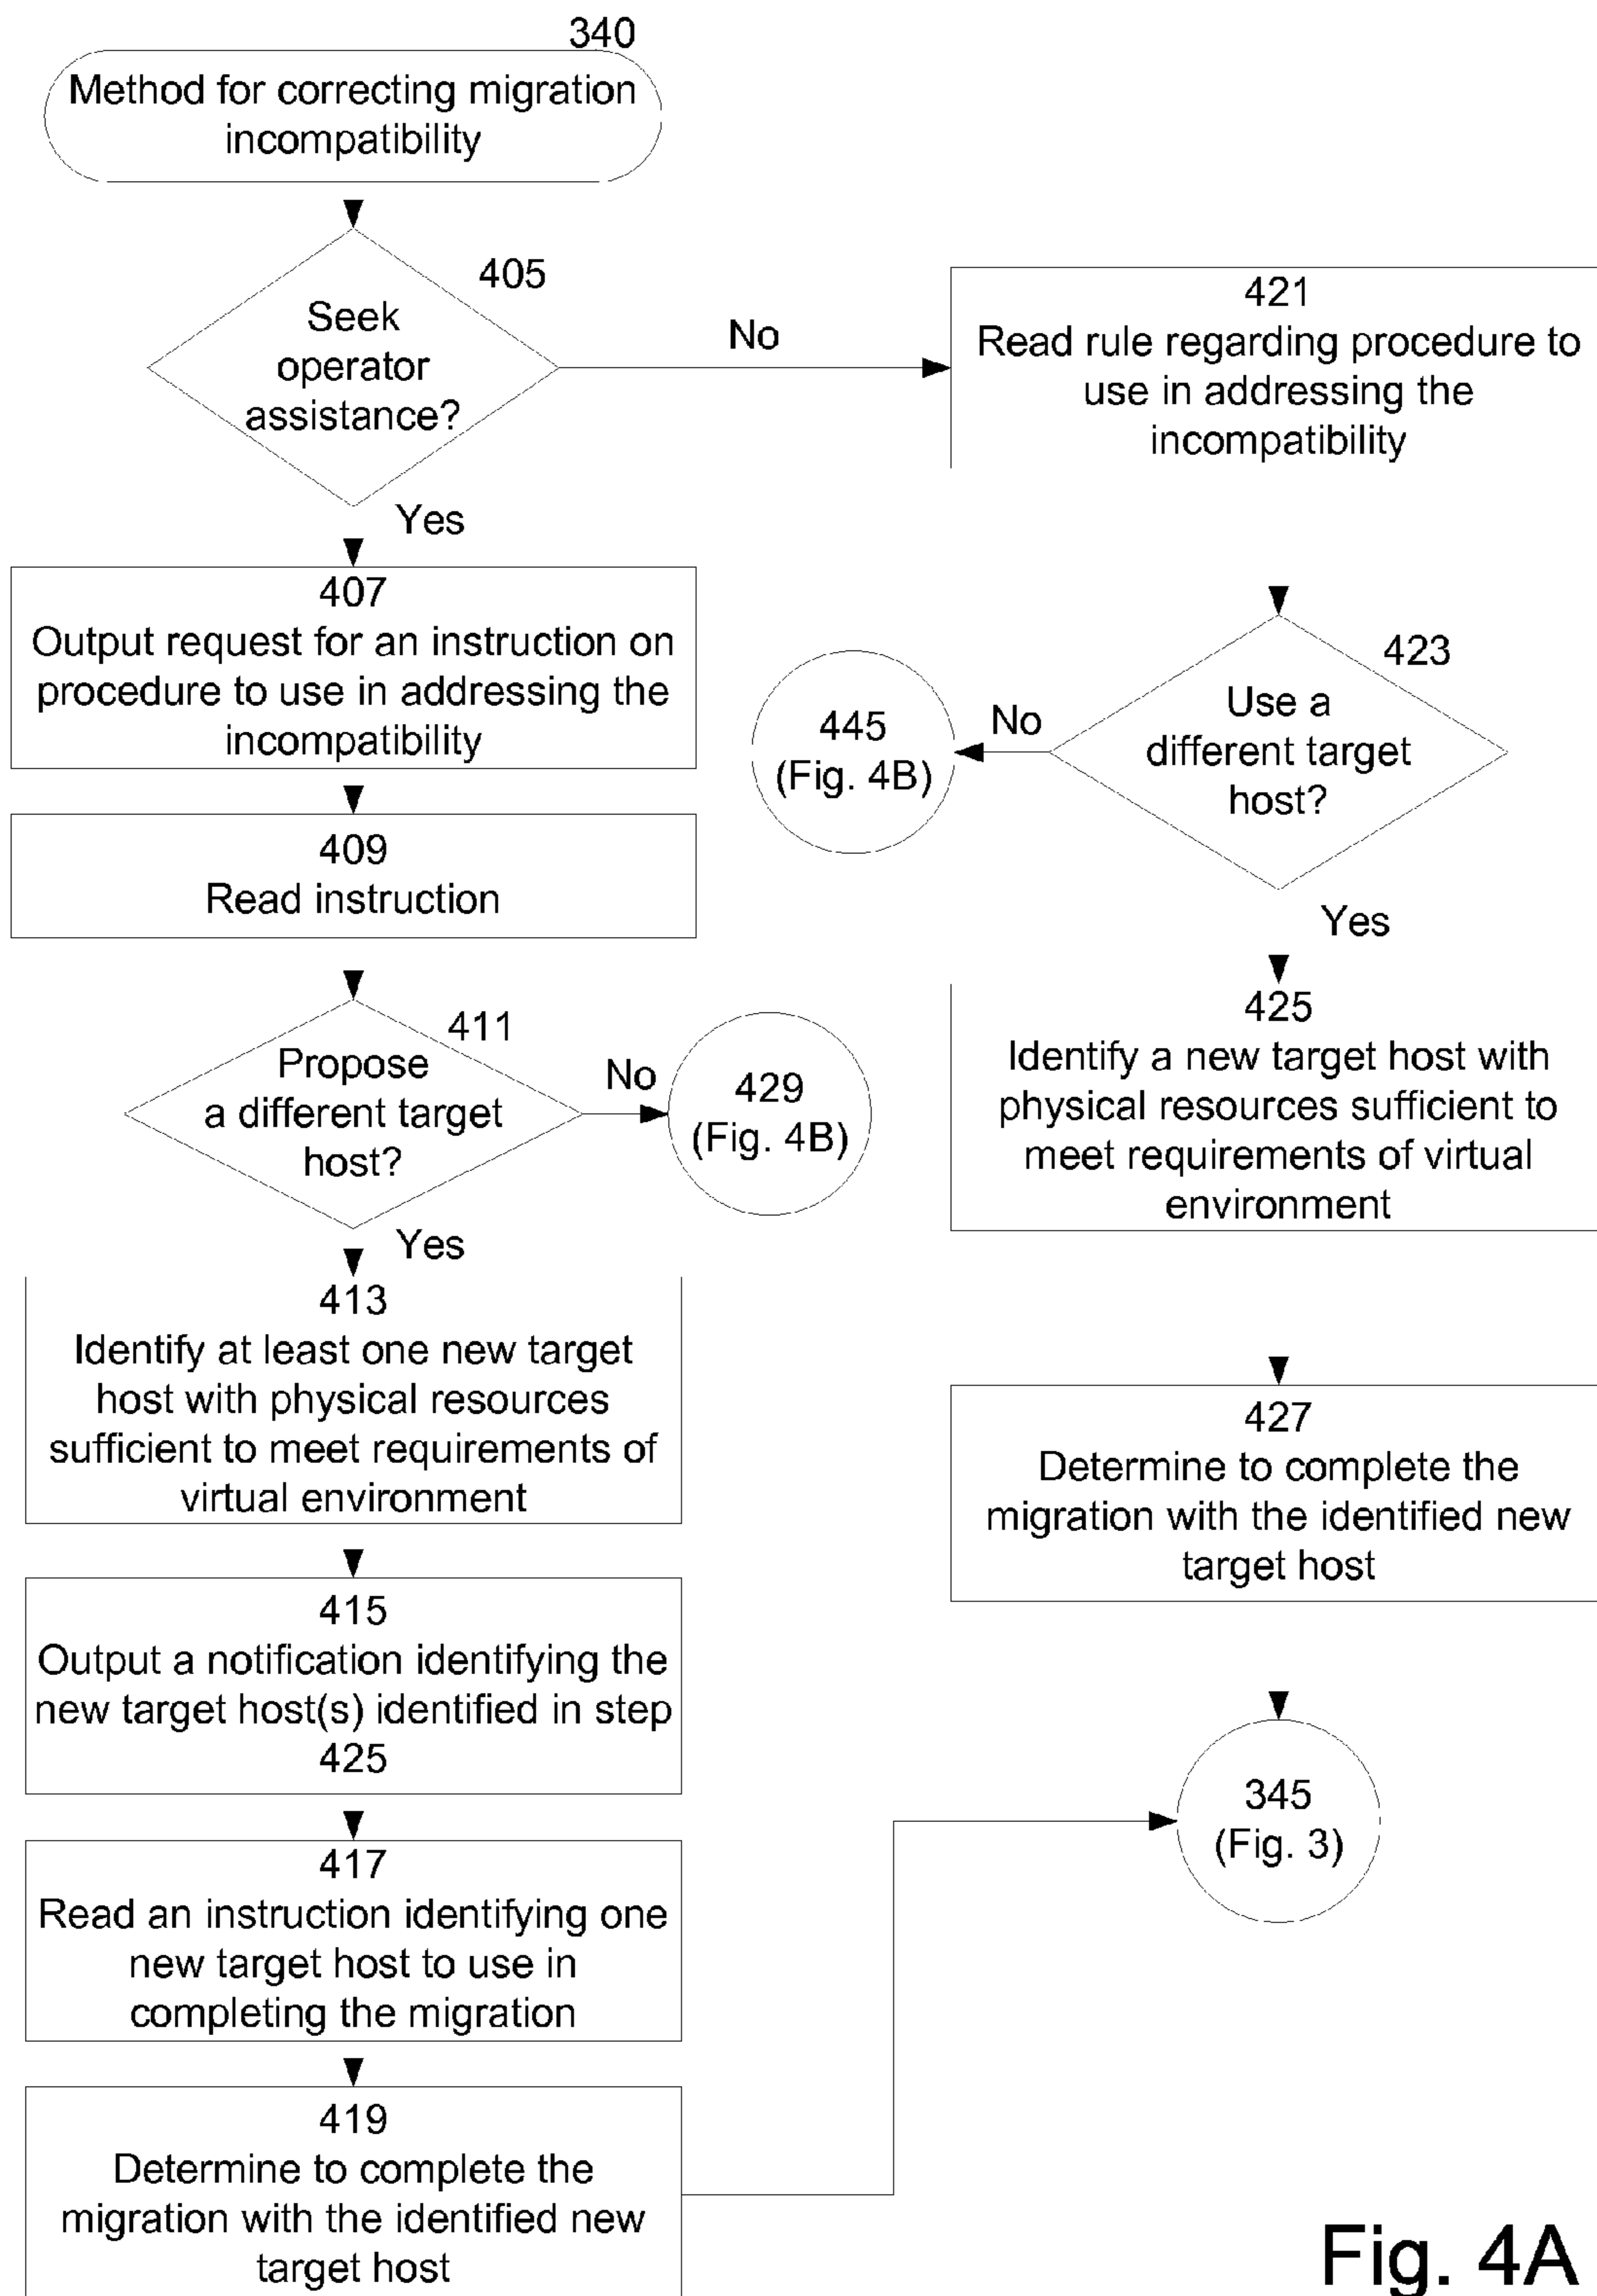 340
Method for correcting migration
incompatibility
405
Seek
operator
assistance?
No
Yes
421
Read rule regarding procedure to
use in addressing the
incompatibility
407
Output request for an instruction on
procedure to use in addressing the
incompatibility
409
Read instruction
411
Propose
a different target
host?
No
429
(Fig. 4B)
Yes
413
Identify at least one new target
host with physical resources
sufficient to meet requirements of
virtual environment
415
Output a notification identifying the
new target host(s) identified in step
425
417
Read an instruction identifying one
new target host to use in
completing the migration
419
Determine to complete the
migration with the identified new
target host
423
Use a
different target
host?
No
445
(Fig. 4B)
Yes
425
Identify a new target host with
physical resources sufficient to
meet requirements of virtual
environment
427
Determine to complete the
migration with the identified new
target host
345
(Fig. 3)
Fig. 4A